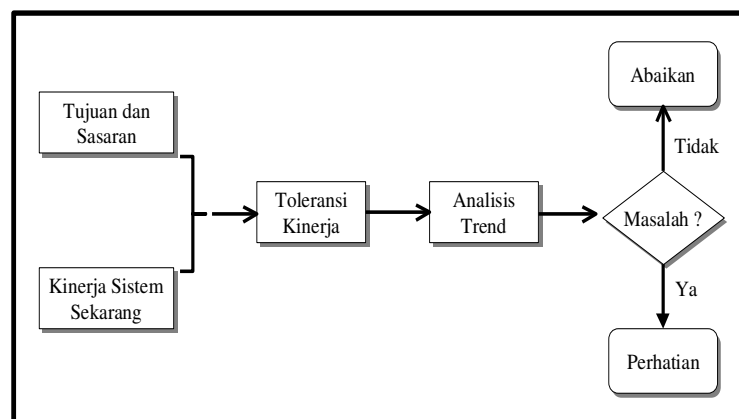 Tujuan dan
Sasaran
Kinerja Sistem
Sekarang
Toleransi
Kinerja
Analisis
Trend
Masalah ?
Tidak
Abaikan
Ya
Perhatian